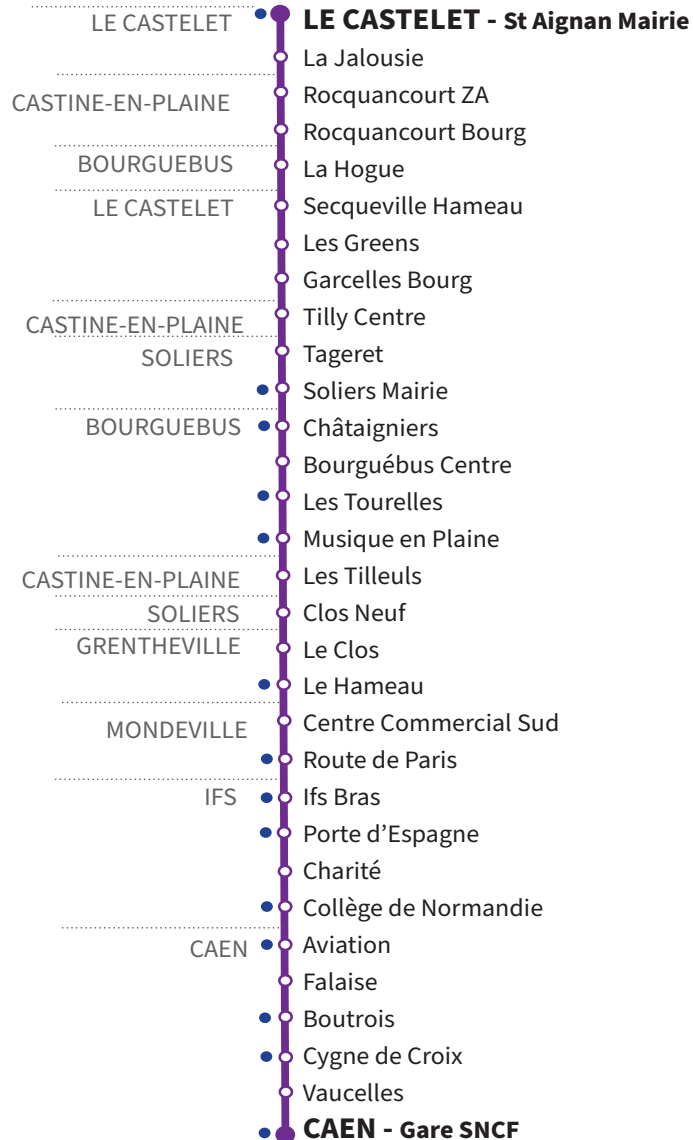 LE CASTELET
LE CASTELET - St Aignan Mairie
La Jalousie
CASTINE-EN-PLAINE
Rocquancourt ZA
Rocquancourt Bourg
BOURGUEBUS
La Hogue
LE CASTELET
Secqueville Hameau
Les Greens
Garcelles Bourg
CASTINE-EN-PLAINE
Tilly Centre
SOLIERS
Tageret
Soliers Mairie
BOURGUEBUS
Châtaigniers
Bourguébus Centre
Les Tourelles
Musique en Plaine
CASTINE-EN-PLAINE
Les Tilleuls
SOLIERS
Clos Neuf
GRENTHEVILLE
Le Clos
Le Hameau
MONDEVILLE
Centre Commercial Sud
Route de Paris
IFS
Ifs Bras
Porte d’Espagne
Charité
Collège de Normandie
CAEN
Aviation
Falaise
Boutrois
Cygne de Croix
Vaucelles
CAEN - Gare SNCF